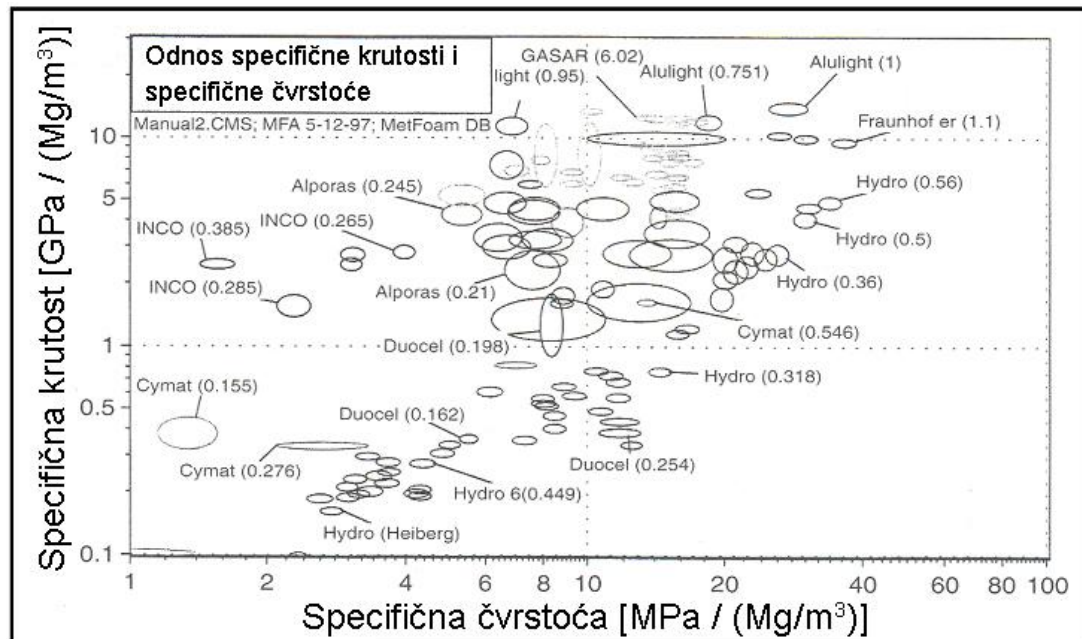 Odnos specifične krutosti i
specifične čvrstoće
Manual2.CMS; MFA 5-12-97; MetFoam DB
GASAR (6.02)
light (0.95)
Alulight (0.751)
Alulight (1)
Fraunhof er (1.1)
Hydro (0.56)
Hydro (0.5)
Hydro (0.36)
Alporas (0.245)
INCO (0.265)
INCO (0.385)
INCO (0.285)
Alporas (0.21)
Cymat (0.546)
Duocel (0.198)
Hydro (0.318)
Cymat (0.155)
Duocel (0.162)
Cymat (0.276)
Duocel (0.254)
Hydro 6(0.449)
Hydro (Heiberg)
Specifična krutost [GPa / (Mg/m³)]
10
5
1
0.5
0.1
1
2
4
6
8
10
20
40
60
80
100
Specifična čvrstoća [MPa / (Mg/m³)]